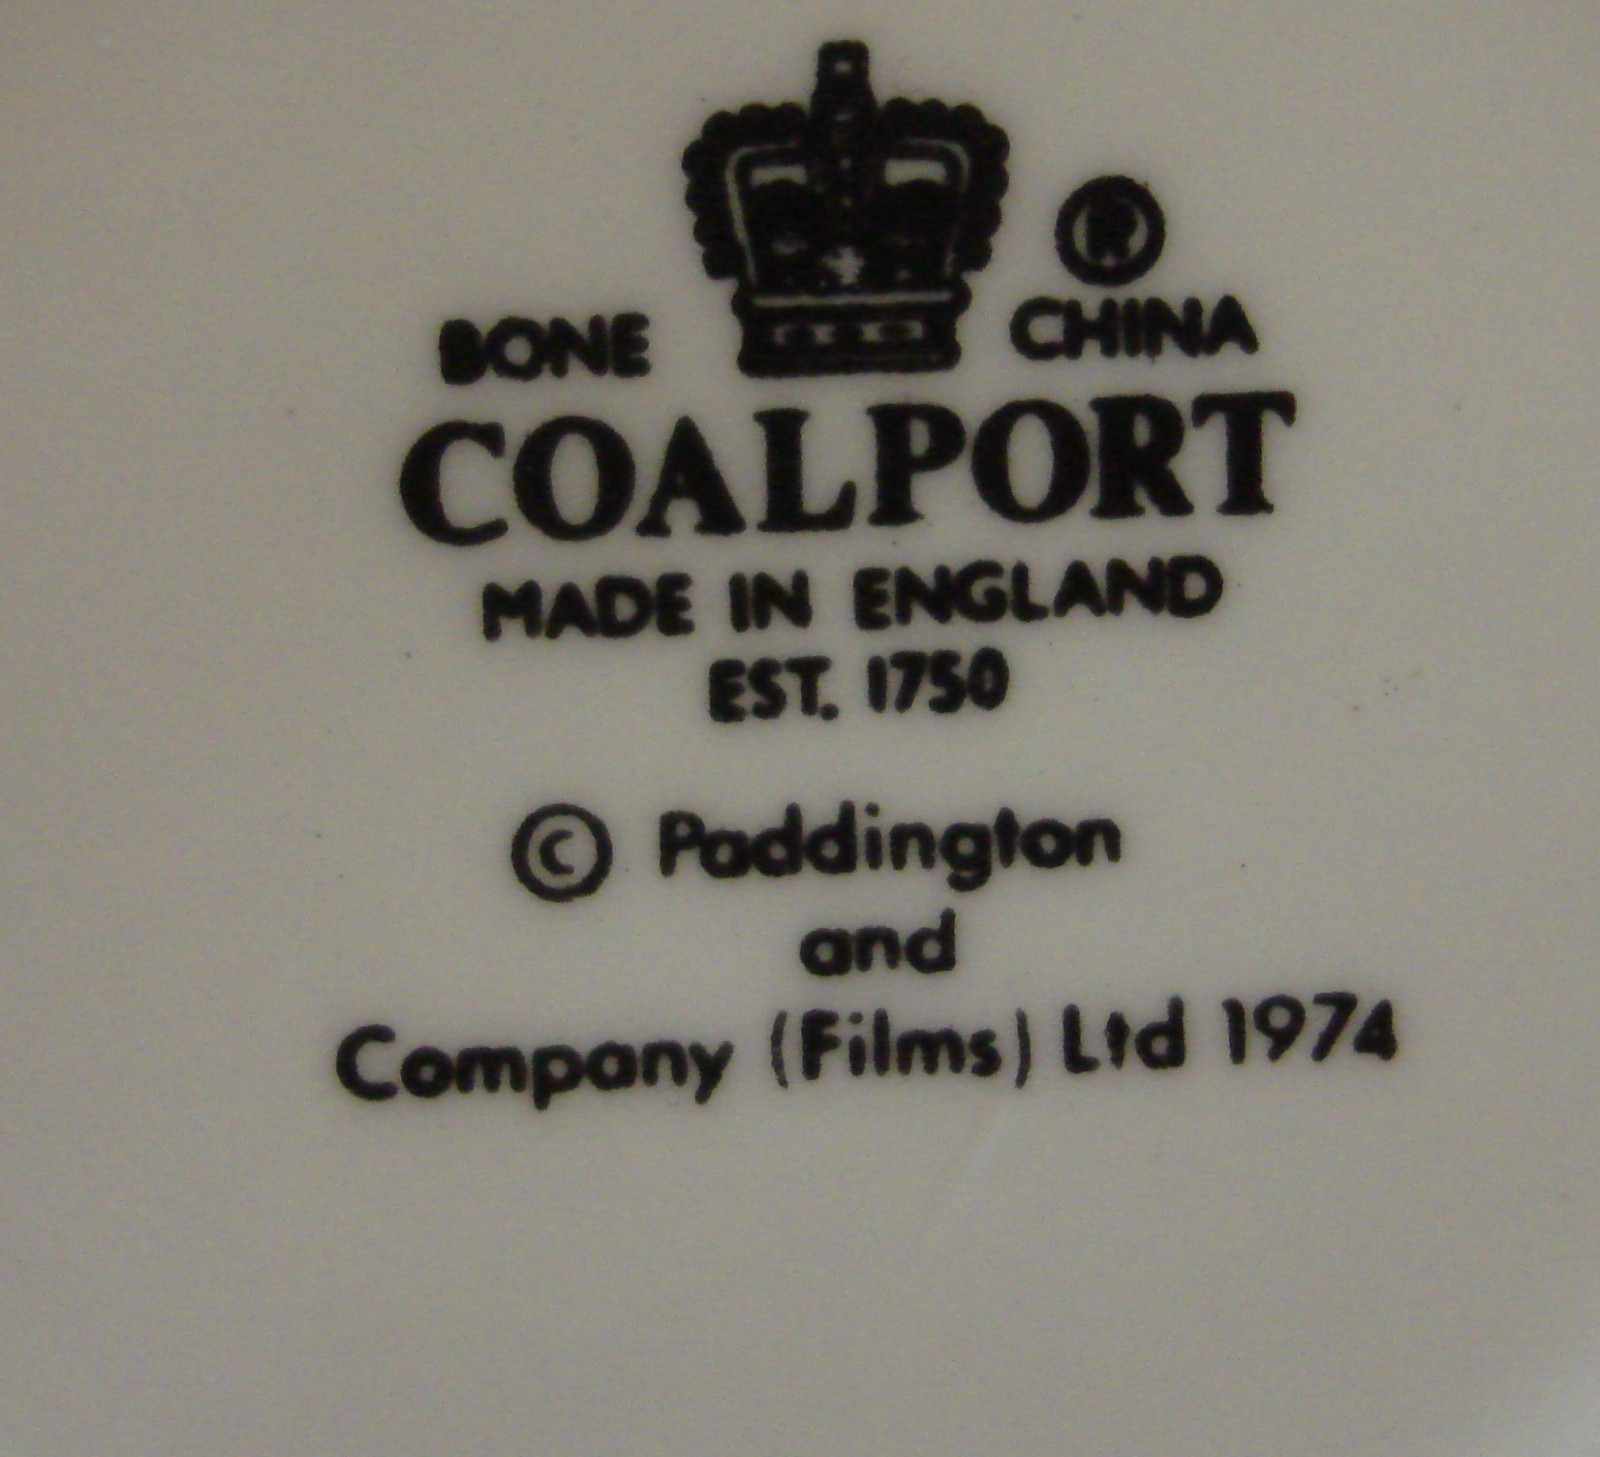 ®
BONE CHINA
COALPORT
MADE IN ENGLAND
EST. 1750
© Paddington
and
Company (Films) Ltd 1974